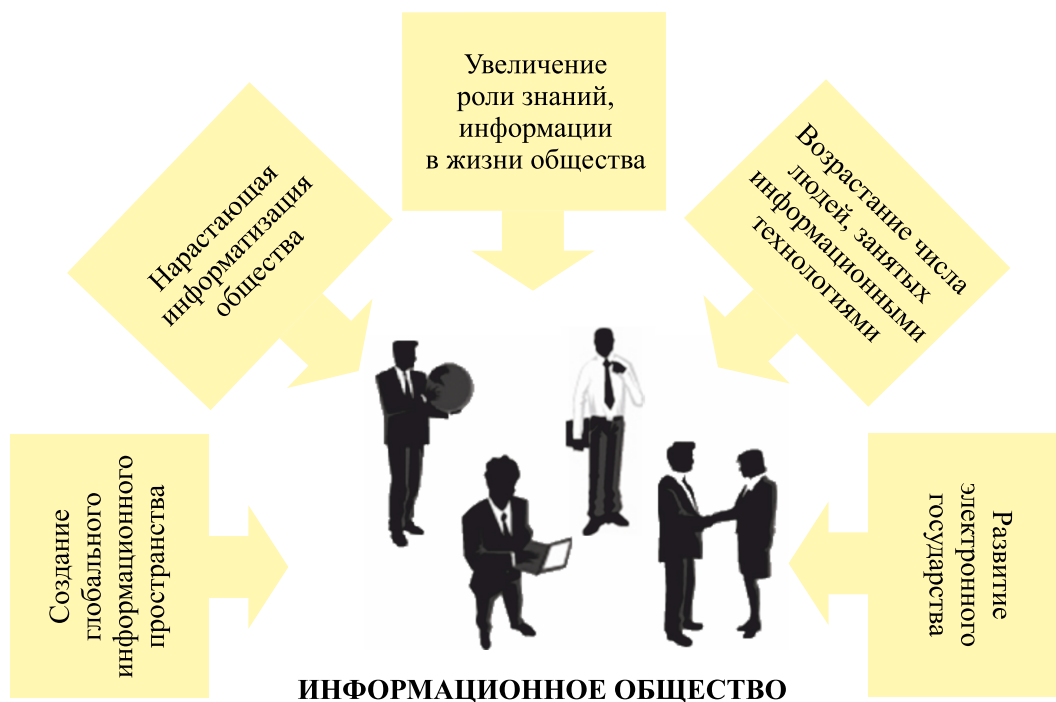 Увеличение
роли знаний,
информации
в жизни общества
Нарастающая
информатизация
общества
Возрастание числа
людей, занятых
информационными
технологиями
Создание
глобального
информационного
пространства
Развитие
электронного
государства
ИНФОРМАЦИОННОЕ ОБЩЕСТВО